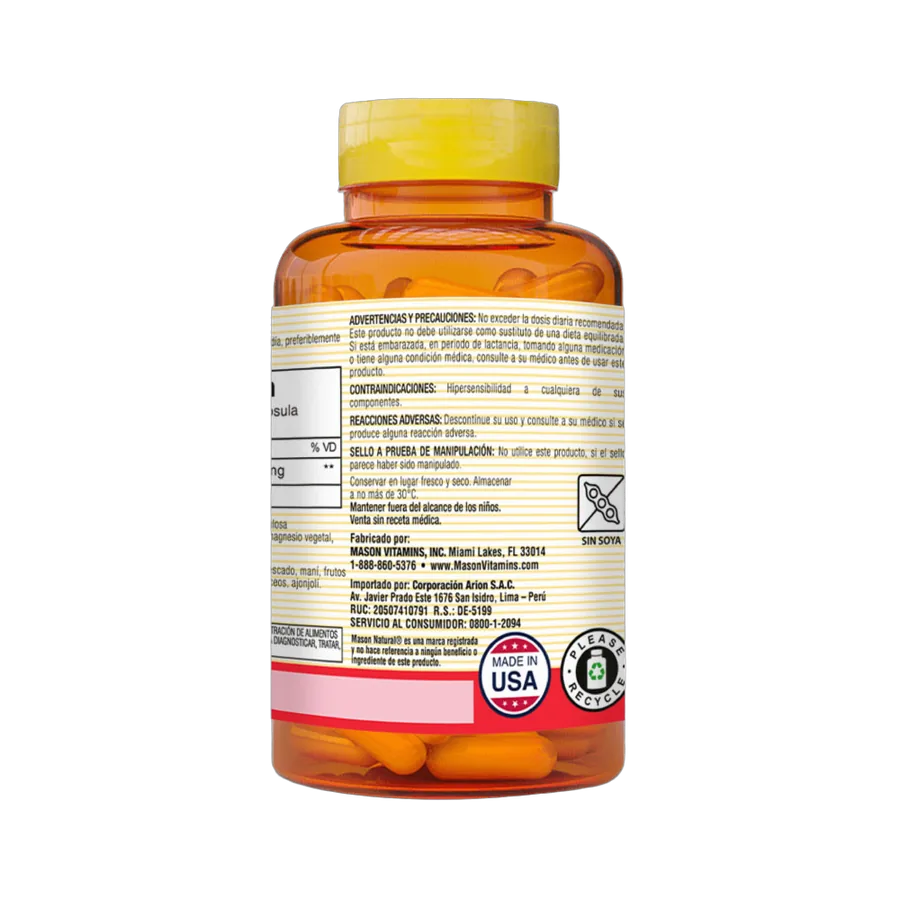 día, preferiblemente
% VD
**
magnesio vegetal,
escado, maní, frutos
ajonjolí.
TRACIÓN DE ALIMENTOS
DIAGNOSTICAR, TRATAR,
ADVERTENCIAS Y PRECAUCIONES: No exceder la dosis diaria recomendada
Este producto no debe utilizarse como sustituto de una dieta equilibrada
Si está embarazada, en periodo de lactancia, tomando alguna medicación
o tiene alguna condición médica, consulte a su médico antes de usar este
producto.
CONTRAINDICACIONES: Hipersensibilidad a cualquiera de sus
componentes.
REACCIONES ADVERSAS: Descontinue su uso y consulte a su médico si se
produce alguna reacción adversa.
SELLO A PRUEBA DE MANIPULACIÓN: No utilice este producto, si el sello
parece haber sido manipulado.
Conservar en lugar fresco y seco. Almacenar
a no más de 30°C.
Mantener fuera del alcance de los niños.
Venta sin receta médica.
Fabricado por:
MASON VITAMINS, INC. Miami Lakes, FL 33014
1-888-860-5376 • www.MasonVitamins.com
Importado por: Corporación Arion S.A.C.
Av. Javier Prado Este 1676 San Isidro, Lima – Perú
RUC: 20507410791 R.S.: DE-5199
SERVICIO AL CONSUMIDOR: 0800-1-2094
Mason Natural® es una marca registrada
y no hace referencia a ningún beneficio o
ingrediente de este producto.
SIN SOYA
MADE IN
USA
PLEASE
RECYCLE